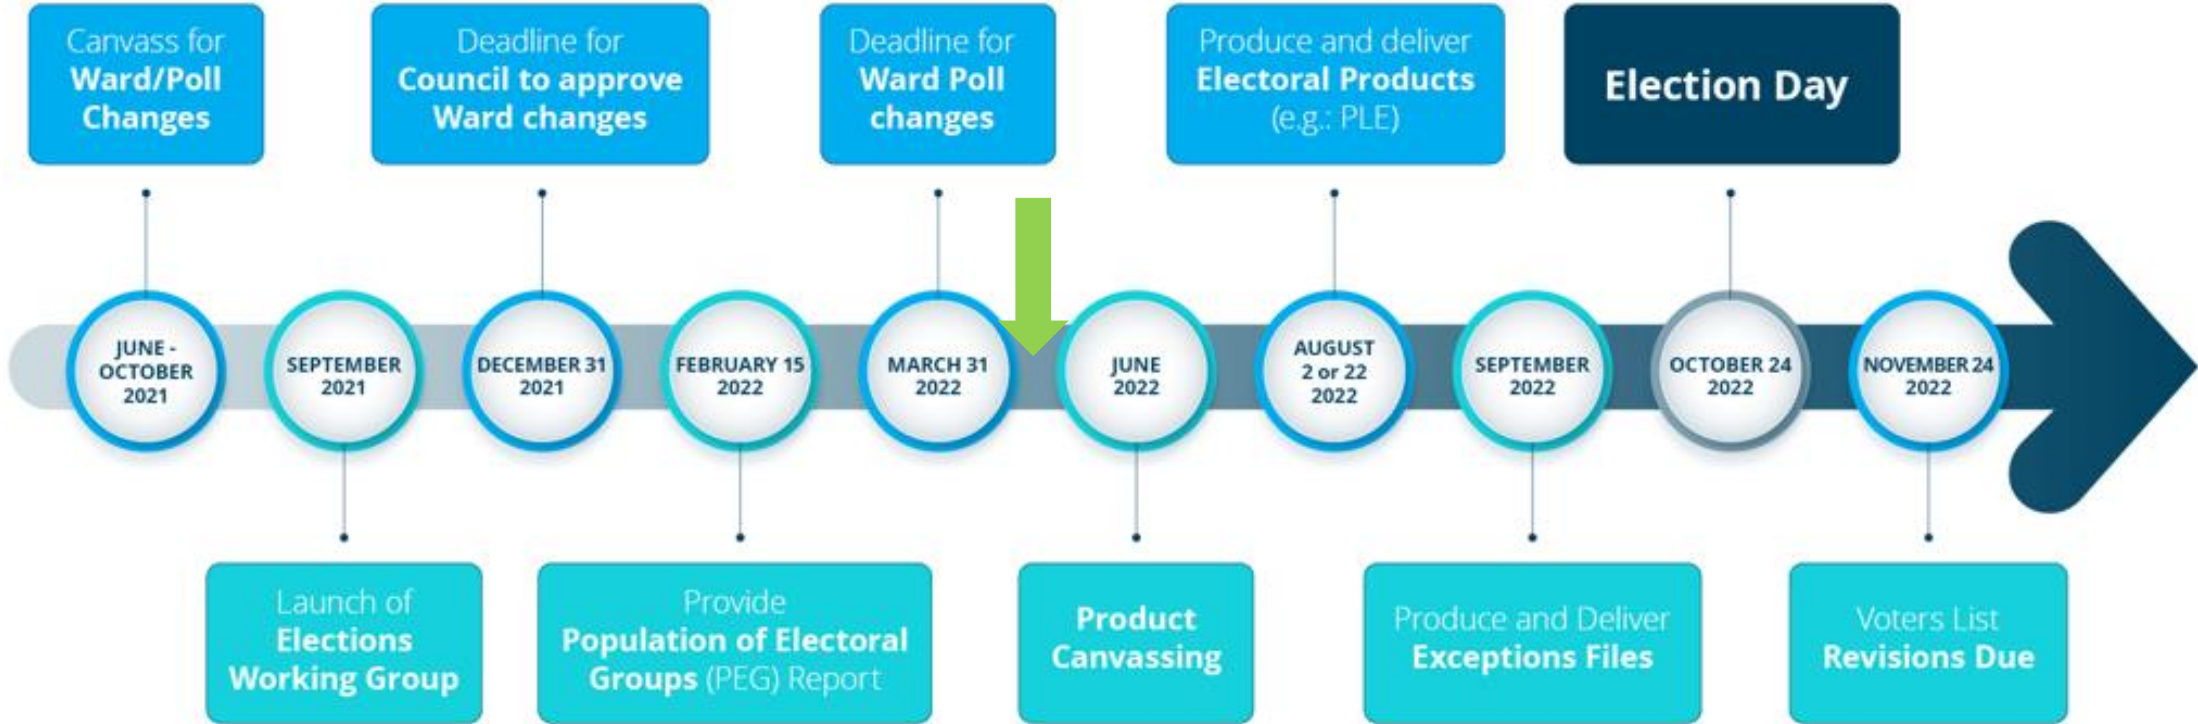 Canvass for
Ward/Poll
Changes
Deadline for
Council to approve
Ward changes
Deadline for
Ward Poll
changes
Produce and deliver
Electoral Products
(e.g.: PLE)
Election Day
JUNE -
OCTOBER
2021
SEPTEMBER
2021
DECEMBER 31
2021
FEBRUARY 15
2022
MARCH 31
2022
JUNE
2022
AUGUST
2 or 22
2022
SEPTEMBER
2022
OCTOBER 24
2022
NOVEMBER 24
2022
Launch of
Elections
Working Group
Provide
Population of Electoral
Groups (PEG) Report
Product
Canvassing
Produce and Deliver
Exceptions Files
Voters List
Revisions Due